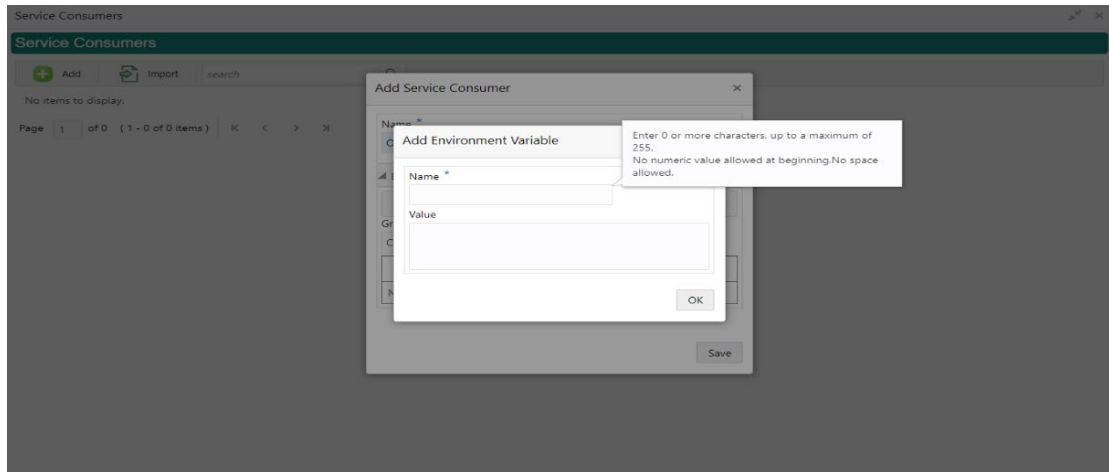 Service Consumers
Service Consumers
Add Import search
No items to display.
Page 1 of 0 ( 1 - 0 of 0 items )
Add Service Consumer
Name *
Add Environment Variable
Enter 0 or more characters, up to a maximum of
255.
No numeric value allowed at beginning.No space
allowed.
Name *
Value
OK
Save